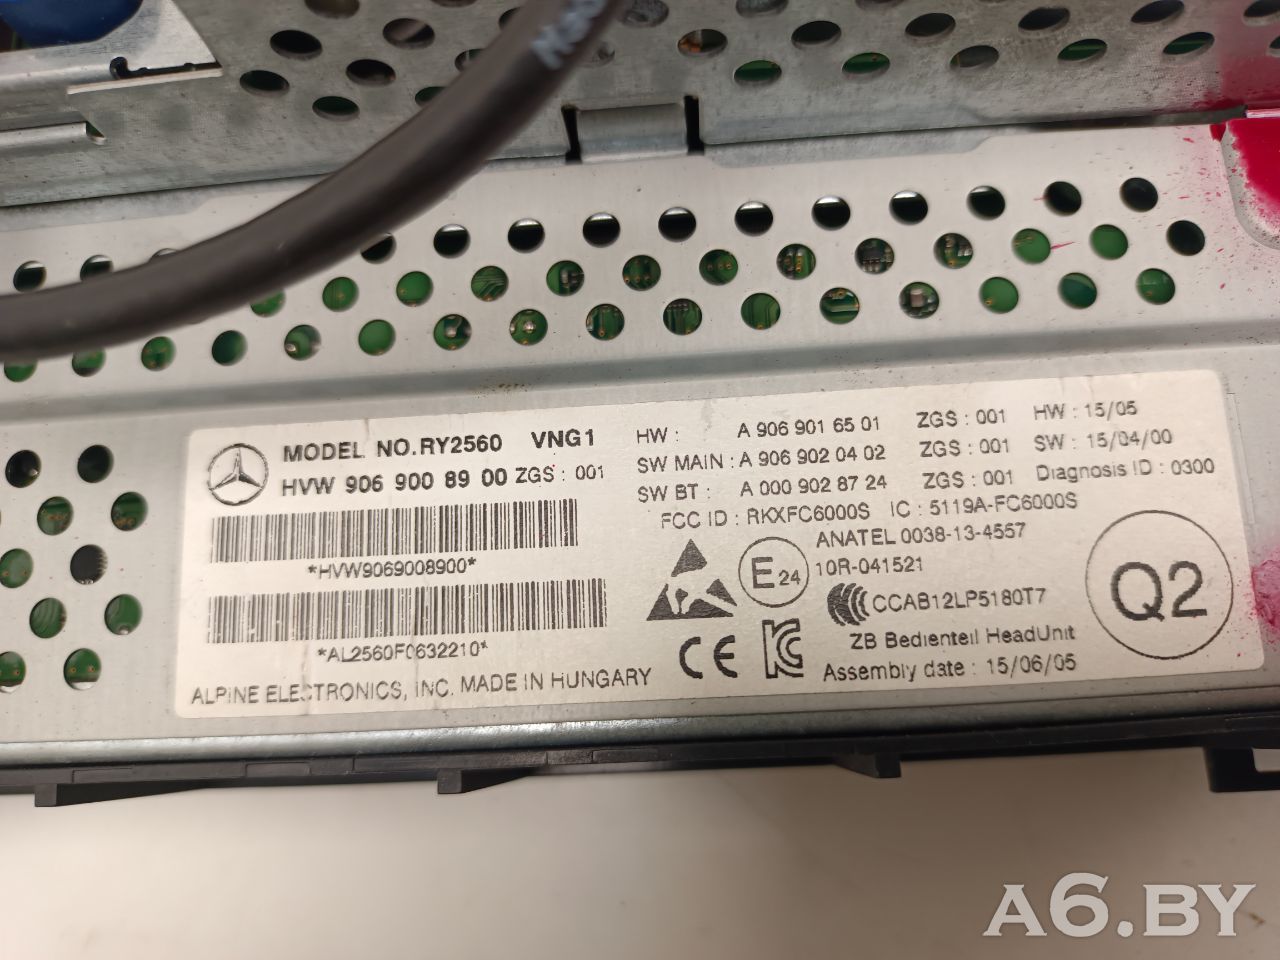 MODEL NO.RY2560 VNG1
HVW 906 900 89 00 ZGS : 001
*HVW9069008900*
*AL2560F0632210*
ALPINE ELECTRONICS, INC. MADE IN HUNGARY
HW : A 906 901 65 01 ZGS : 001 HW : 15/05
SW MAIN : A 906 902 04 02 ZGS : 001 SW : 15/04/00
SW BT : A 000 902 87 24 ZGS : 001 Diagnosis ID : 0300
FCC ID : RKXFC6000S IC : 5119A-FC6000S
ANATEL 0038-13-4557
E24 10R-041521
CCAB12LP5180T7
ZB Bedienteil HeadUnit
CE Assembly date : 15/06/05
Q2
A6.BY